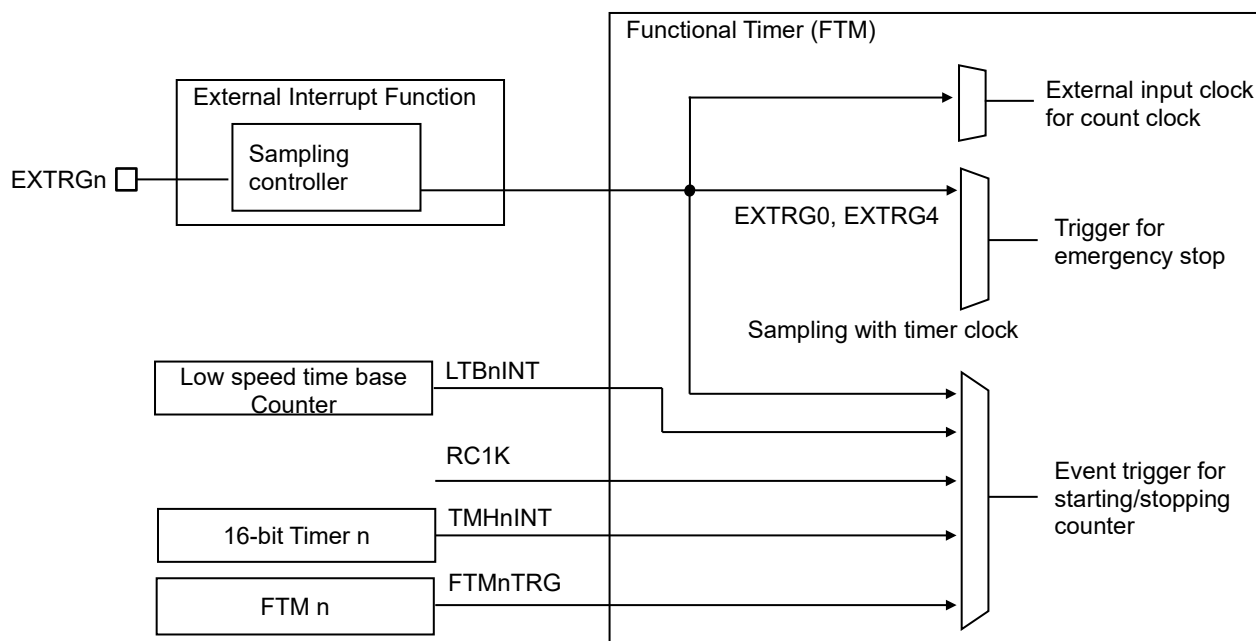 Functional Timer (FTM)
External Interrupt Function
Sampling
controller
EXTRGn
External input clock
for count clock
EXTRG0, EXTRG4
Trigger for
emergency stop
Sampling with timer clock
Low speed time base
Counter
LTBnINT
RC1K
Event trigger for
starting/stopping
counter
16-bit Timer n
TMHnINT
FTM n
FTMnTRG